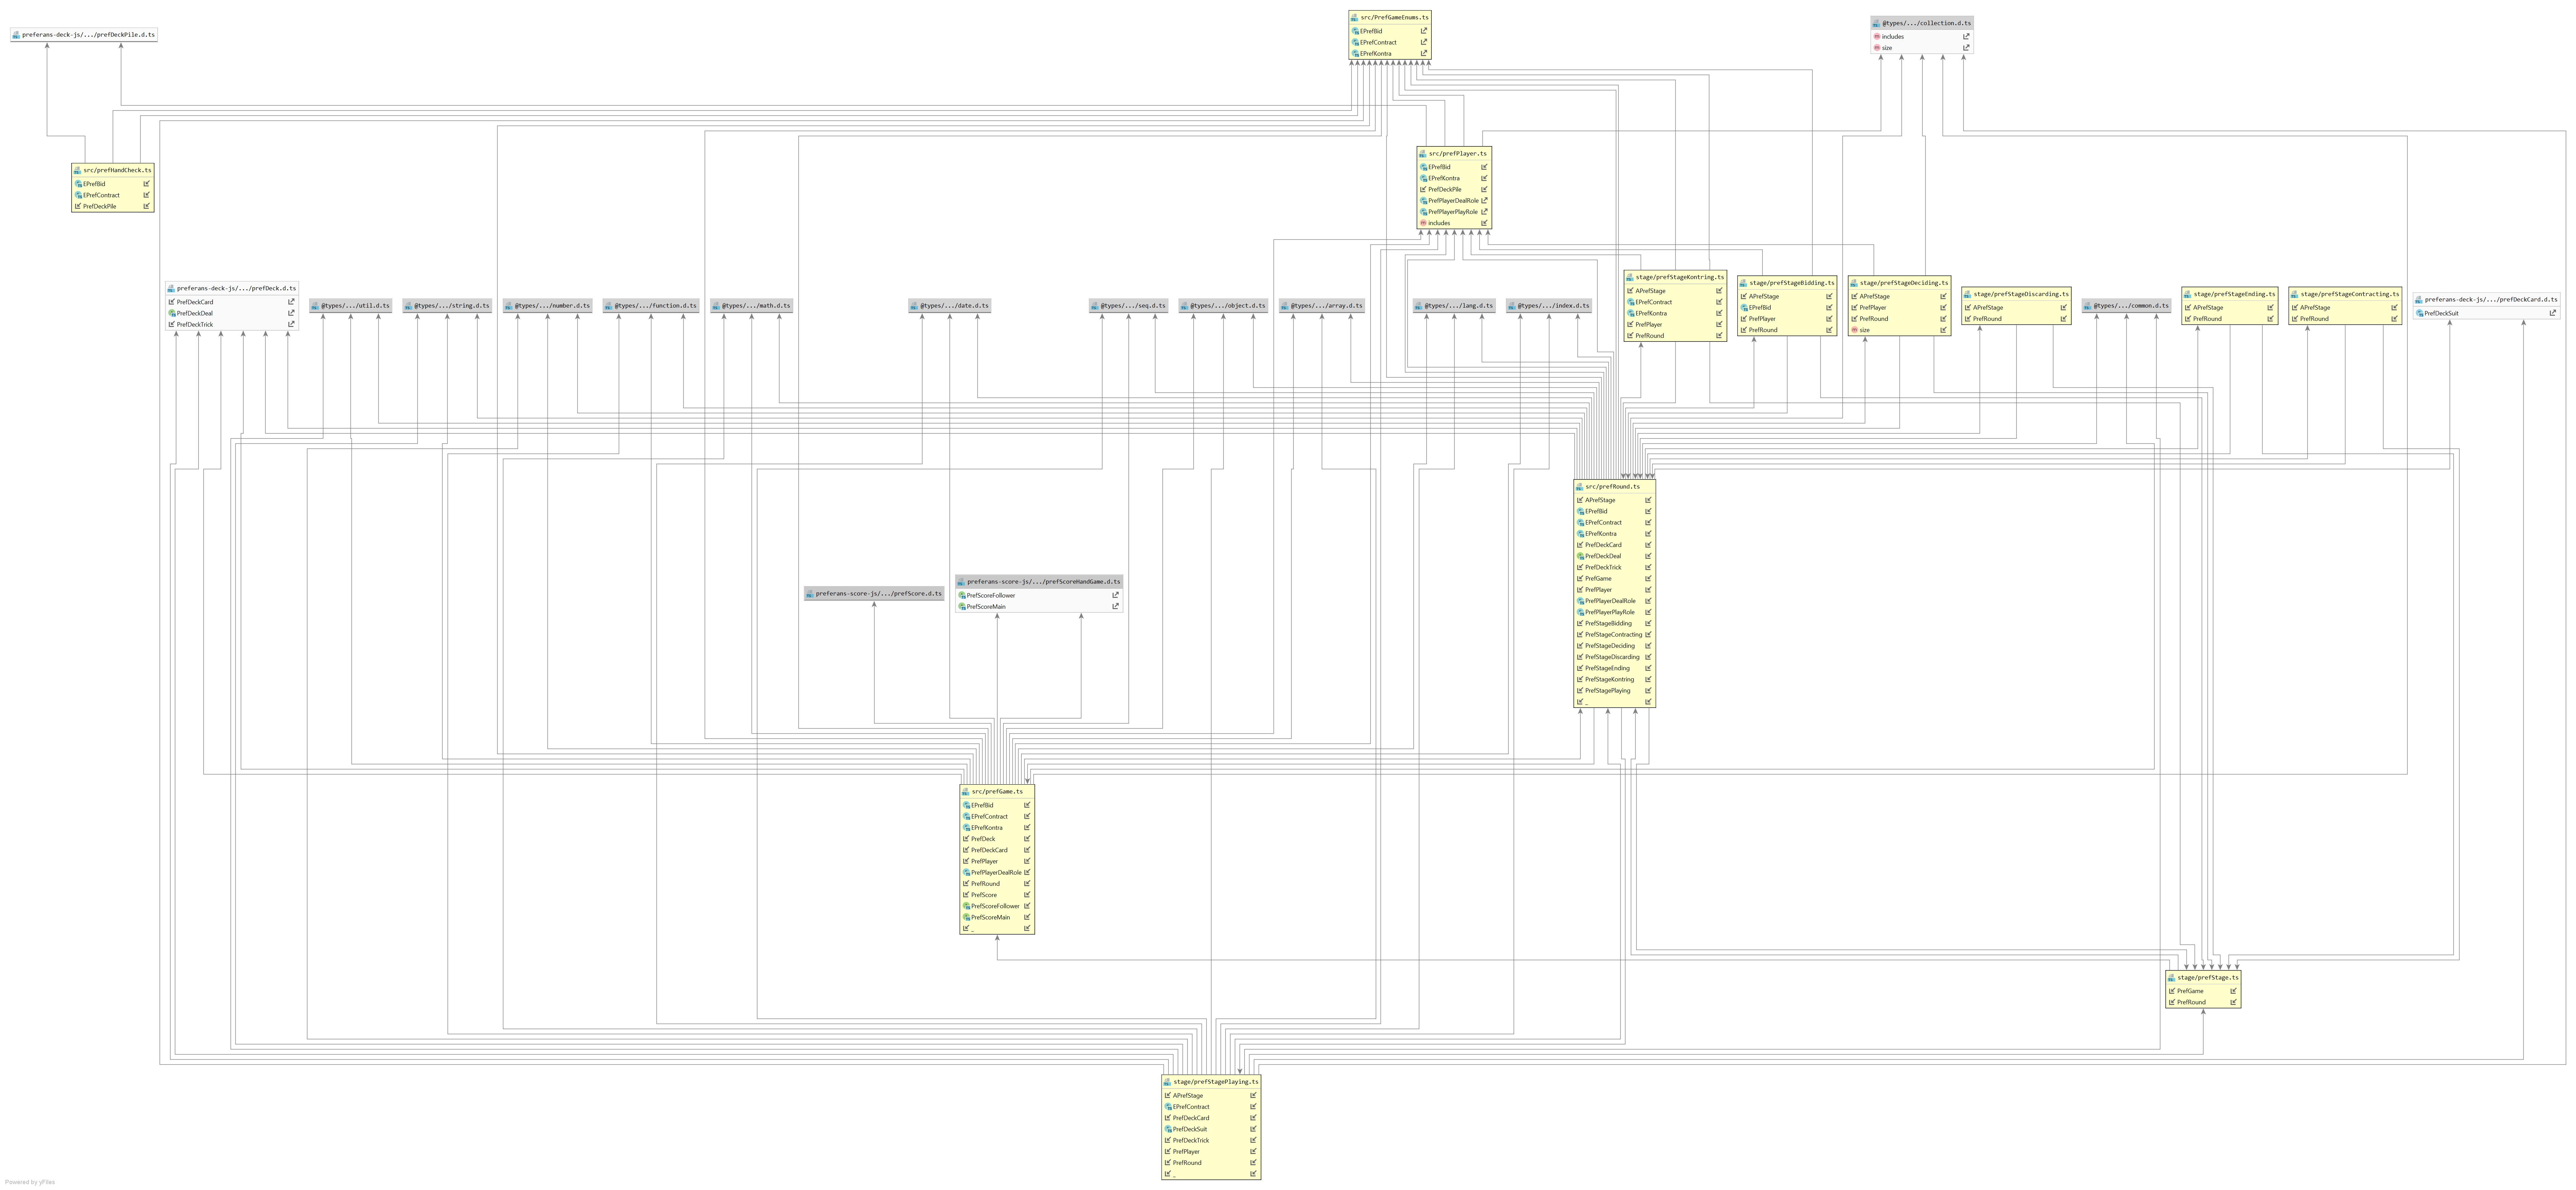 src/PrefGameEnums.ts
EPrefBid
EPrefContract
EPrefKontra
@types/.../collection.d.ts
includes
size
preferans-deck-js/.../prefDeckPile.d.ts
src/prefHandCheck.ts
EPrefBid
EPrefContract
PrefDeckPile
src/prefPlayer.ts
EPrefBid
EPrefKontra
PrefDeckPile
PrefPlayerDealRole
PrefPlayerPlayRole
includes
preferans-deck-js/.../prefDeck.d.ts
PrefDeckCard
PrefDeckDeal
PrefDeckTrick
@types/.../util.d.ts
@types/.../string.d.ts
@types/.../number.d.ts
@types/.../function.d.ts
@types/.../math.d.ts
@types/.../date.d.ts
@types/.../seq.d.ts
@types/.../object.d.ts
@types/.../array.d.ts
@types/.../lang.d.ts
@types/.../index.d.ts
stage/prefStageKontring.ts
APrefStage
EPrefContract
EPrefKontra
PrefPlayer
PrefRound
stage/prefStageBidding.ts
APrefStage
EPrefBid
PrefPlayer
PrefRound
stage/prefStageDeciding.ts
APrefStage
PrefPlayer
PrefRound
size
stage/prefStageDiscarding.ts
APrefStage
PrefRound
@types/.../common.d.ts
stage/prefStageEnding.ts
APrefStage
PrefRound
stage/prefStageContracting.ts
APrefStage
PrefRound
preferans-deck-js/.../prefDeckCard.d.ts
PrefDeckSuit
src/prefRound.ts
APrefStage
EPrefBid
EPrefContract
EPrefKontra
PrefDeckCard
PrefDeckDeal
PrefDeckTrick
PrefGame
PrefPlayer
PrefPlayerDealRole
PrefPlayerPlayRole
PrefStageBidding
PrefStageContracting
PrefStageDeciding
PrefStageDiscarding
PrefStageEnding
PrefStageKontring
PrefStagePlaying
_
preferans-score-js/.../prefScore.d.ts
preferans-score-js/.../prefScoreHandGame.d.ts
PrefScoreFollower
PrefScoreMain
src/prefGame.ts
EPrefBid
EPrefContract
EPrefKontra
PrefDeck
PrefDeckCard
PrefPlayer
PrefPlayerDealRole
PrefRound
PrefScore
PrefScoreFollower
PrefScoreMain
_
stage/prefStage.ts
PrefGame
PrefRound
stage/prefStagePlaying.ts
APrefStage
EPrefContract
PrefDeckCard
PrefDeckSuit
PrefDeckTrick
PrefPlayer
PrefRound
_
Powered by yFiles